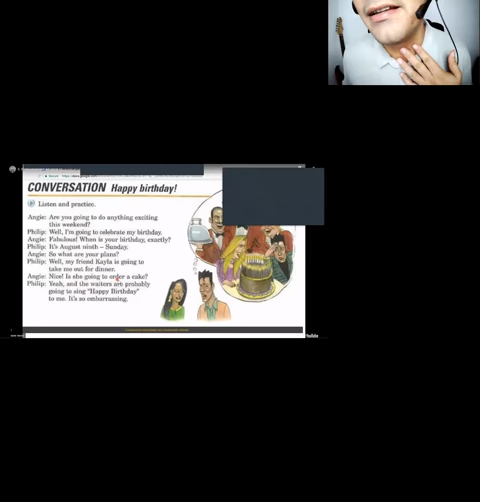 CONVERSATION Happy birthday!
Listen and practice.
Angie: Are you going to do anything exciting
this weekend?
Philip: Well, I'm going to celebrate my birthday.
Angie: Fabulous! When is your birthday, exactly?
Philip: It's August ninth – Sunday.
Angie: So what are your plans?
Philip: Well, my friend Kayla is going to
take me out for dinner.
Angie: Nice! Is she going to order a cake?
Philip: Yeah, and the waiters are probably
going to sing "Happy Birthday"
to me. It's so embarrassing.
YouTube